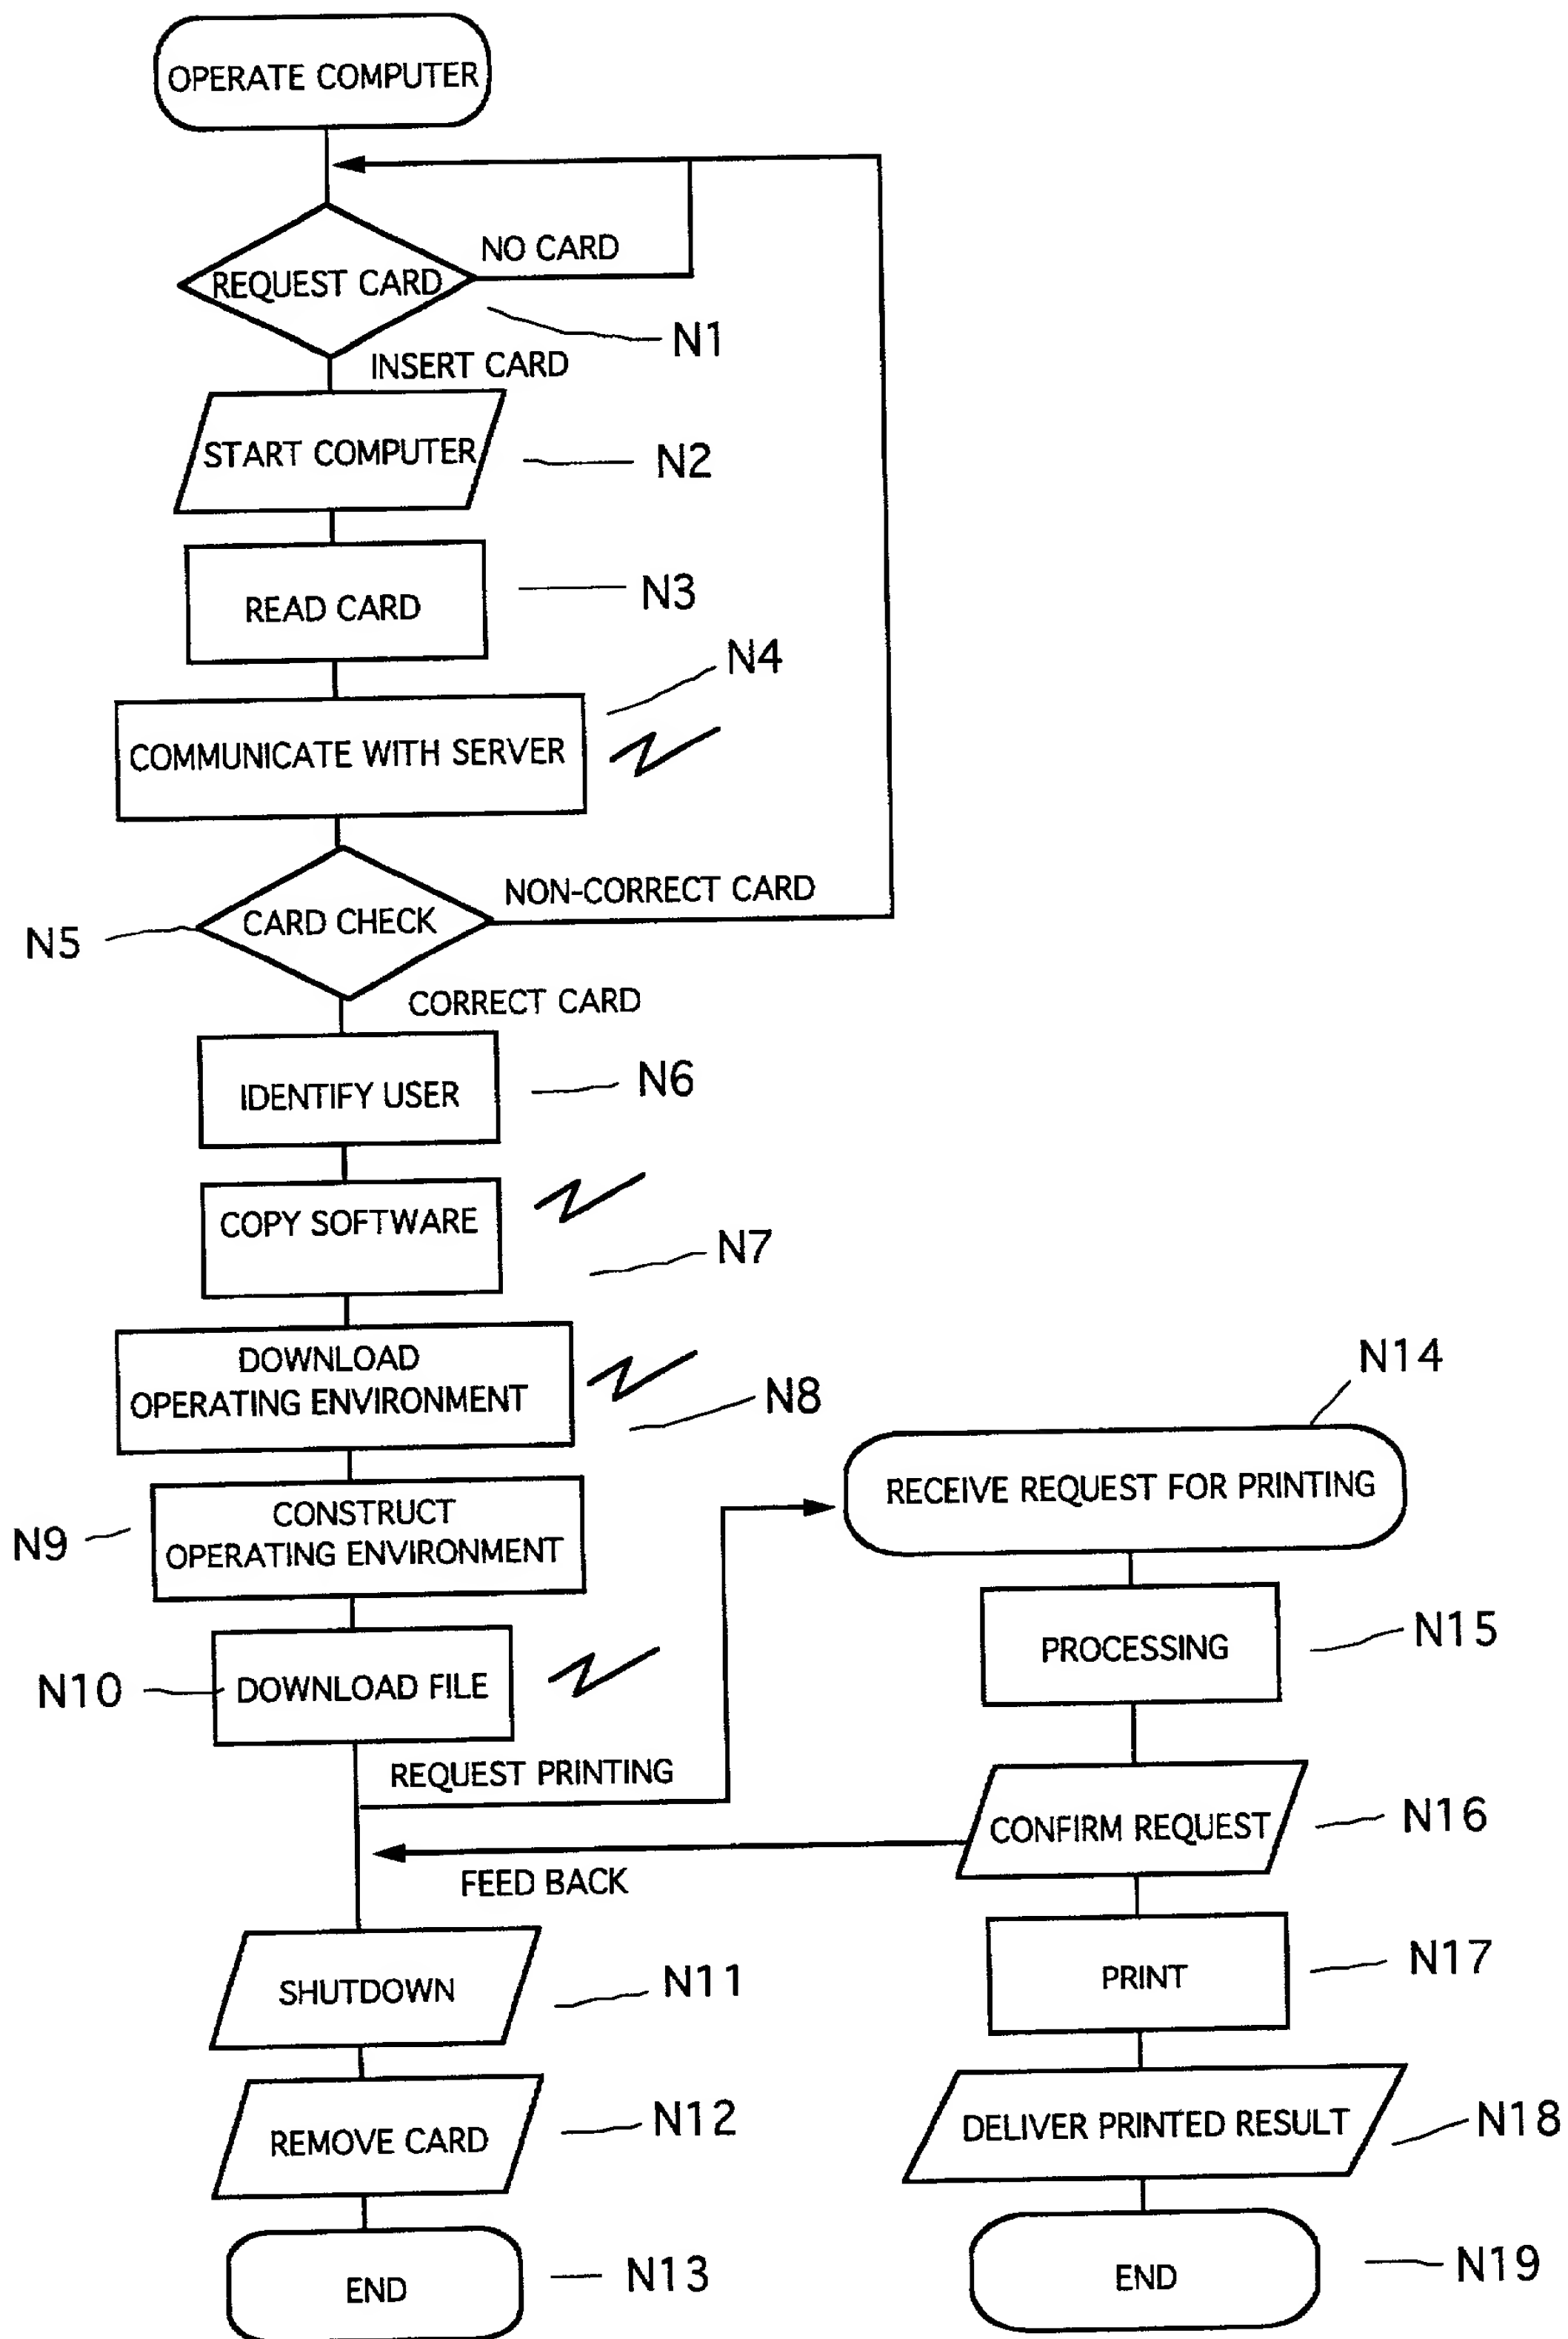 OPERATE COMPUTER
NO CARD
REQUEST CARD
N1
INSERT CARD
START COMPUTER
N2
READ CARD
N3
N4
COMMUNICATE WITH SERVER
NON-CORRECT CARD
CARD CHECK
N5
CORRECT CARD
IDENTIFY USER
N6
COPY SOFTWARE
N7
DOWNLOAD
OPERATING ENVIRONMENT
N8
CONSTRUCT
OPERATING ENVIRONMENT
N9
DOWNLOAD FILE
N10
REQUEST PRINTING
FEED BACK
SHUTDOWN
N11
REMOVE CARD
N12
END
N13
N14
RECEIVE REQUEST FOR PRINTING
PROCESSING
N15
CONFIRM REQUEST
N16
PRINT
N17
DELIVER PRINTED RESULT
N18
END
N19